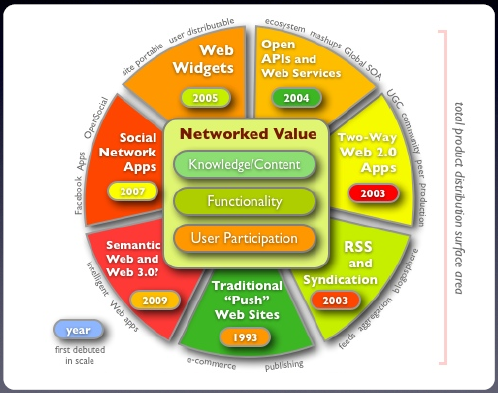 site portable
user distributable
ecosystem
mashups
Global SOA
Web
Widgets
2005
Open
APIs and
Web Services
2004
OpenSocial
Facebook Apps
Social
Network
Apps
2007
Networked Value
Knowledge/Content
Functionality
User Participation
Two-Way
Web 2.0
Apps
2003
UGC
communities
peer production
total product distribution surface area
Semantic
Web and
Web 3.0?
2009
intelligent
Web apps
Traditional
“Push”
Web Sites
1993
e-commerce
publishing
RSS
and
Syndication
2003
feeds
aggregation
blogosphere
year
first debuted
in scale